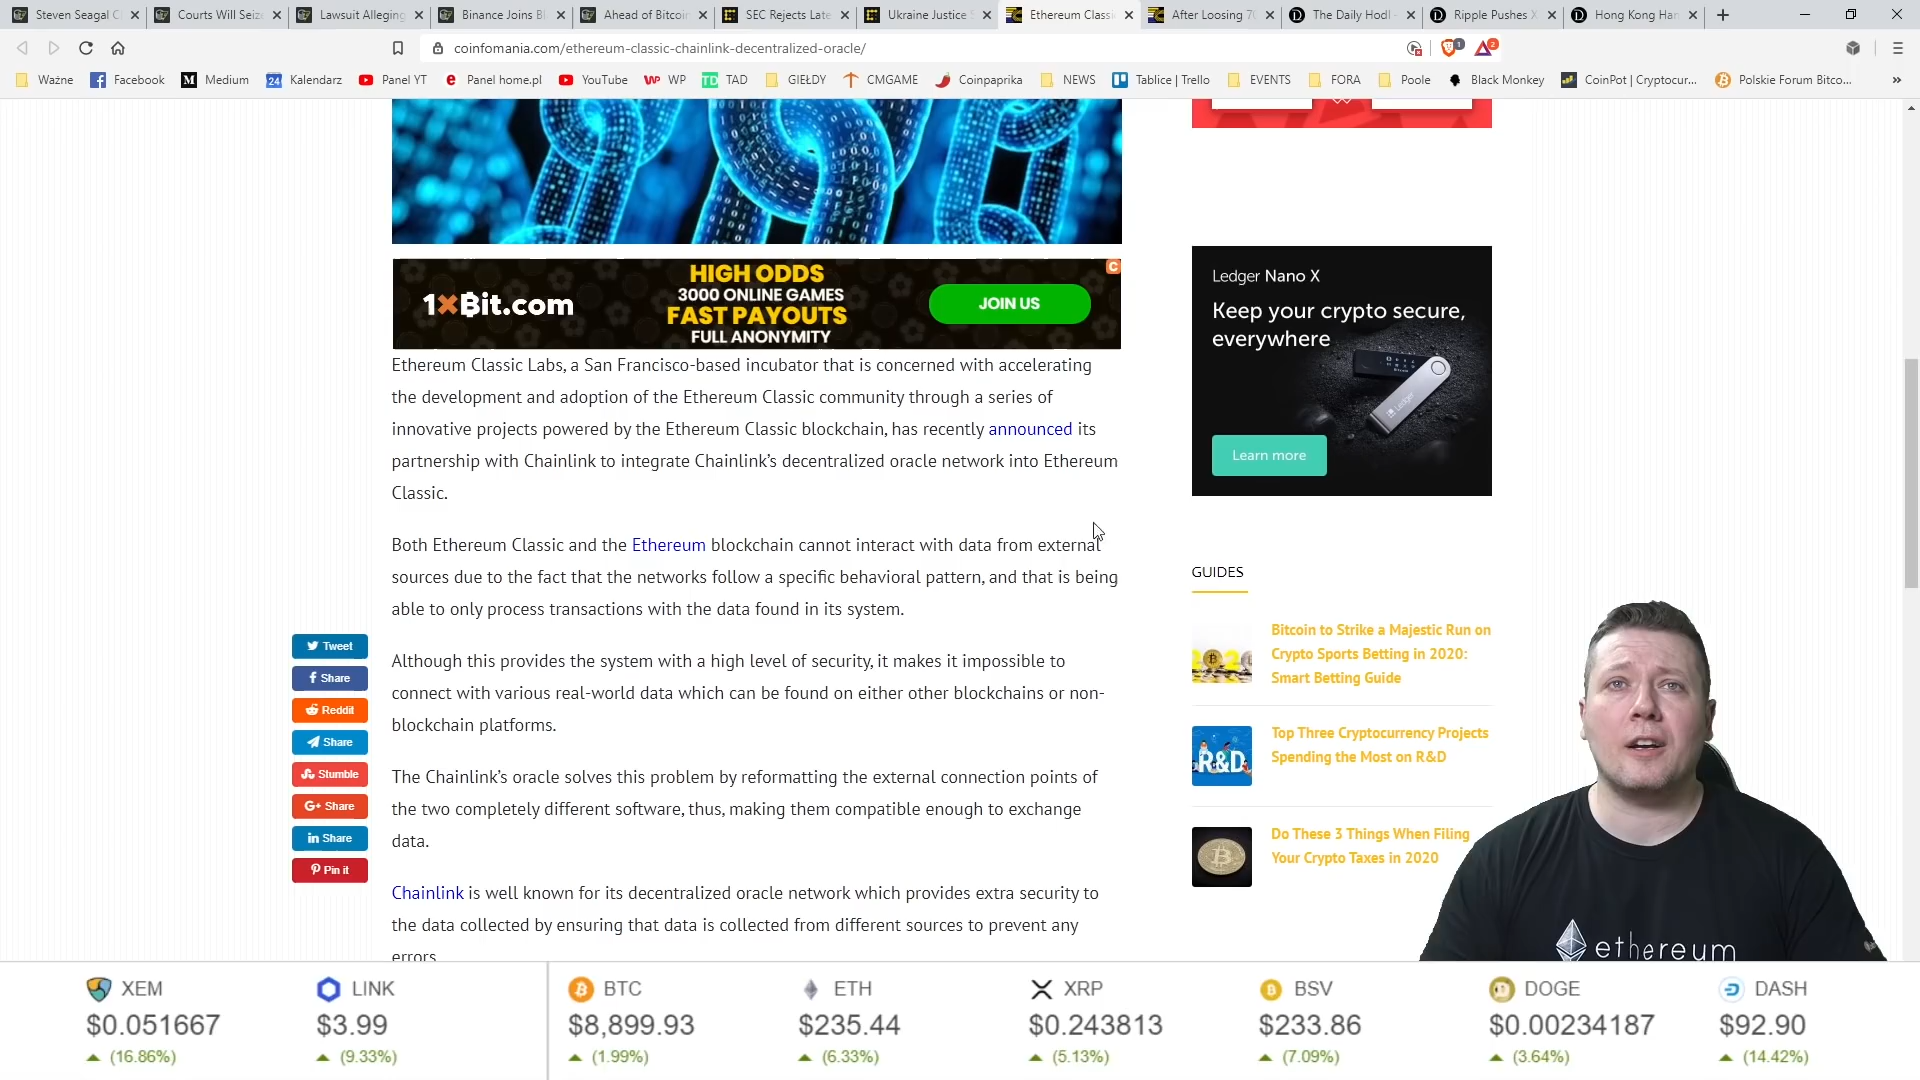 Steven Seagal C
Courts Will Seiz
Lawsuit Alleging
Binance Joins Bl
Ahead of Bitcoin
SEC Rejects Late
Ukraine Justice
Ethereum Classi
After Loosing 70
The Daily Hodl -
Ripple Pushes X
Hong Kong Han
coinfomania.com/ethereum-classic-chainlink-decentralized-oracle/
1
2
Ważne
Facebook
Medium
24 Kalendarz
Panel YT
Panel home.pl
YouTube
WP
TD TAD
GIEŁDY
CMGAME
Coinpaprika
NEWS
Tablice | Trello
EVENTS
FORA
Poole
Black Monkey
CoinPot | Cryptocur...
Polskie Forum Bitco...
1xBit.com
HIGH ODDS
3000 ONLINE GAMES
FAST PAYOUTS
FULL ANONYMITY
JOIN US
Ethereum Classic Labs, a San Francisco-based incubator that is concerned with accelerating
the development and adoption of the Ethereum Classic community through a series of
innovative projects powered by the Ethereum Classic blockchain, has recently announced its
partnership with Chainlink to integrate Chainlink's decentralized oracle network into Ethereum
Classic.
Both Ethereum Classic and the Ethereum blockchain cannot interact with data from external
sources due to the fact that the networks follow a specific behavioral pattern, and that is being
able to only process transactions with the data found in its system.
Although this provides the system with a high level of security, it makes it impossible to
connect with various real-world data which can be found on either other blockchains or non-
blockchain platforms.
The Chainlink's oracle solves this problem by reformatting the external connection points of
the two completely different software, thus, making them compatible enough to exchange
data.
Chainlink is well known for its decentralized oracle network which provides extra security to
the data collected by ensuring that data is collected from different sources to prevent any
errors
Tweet
Share
Reddit
Share
Stumble
G+ Share
in Share
Pin it
Ledger Nano X
Keep your crypto secure,
everywhere
Learn more
GUIDES
Bitcoin to Strike a Majestic Run on
Crypto Sports Betting in 2020:
Smart Betting Guide
R&D
Top Three Cryptocurrency Projects
Spending the Most on R&D
Do These 3 Things When Filing
Your Crypto Taxes in 2020
ethereum
XEM
$0.051667
(16.86%)
LINK
$3.99
(9.33%)
BTC
$8,899.93
(1.99%)
ETH
$235.44
(6.33%)
XRP
$0.243813
(5.13%)
BSV
$233.86
(7.09%)
DOGE
$0.00234187
(3.64%)
DASH
$92.90
(14.42%)